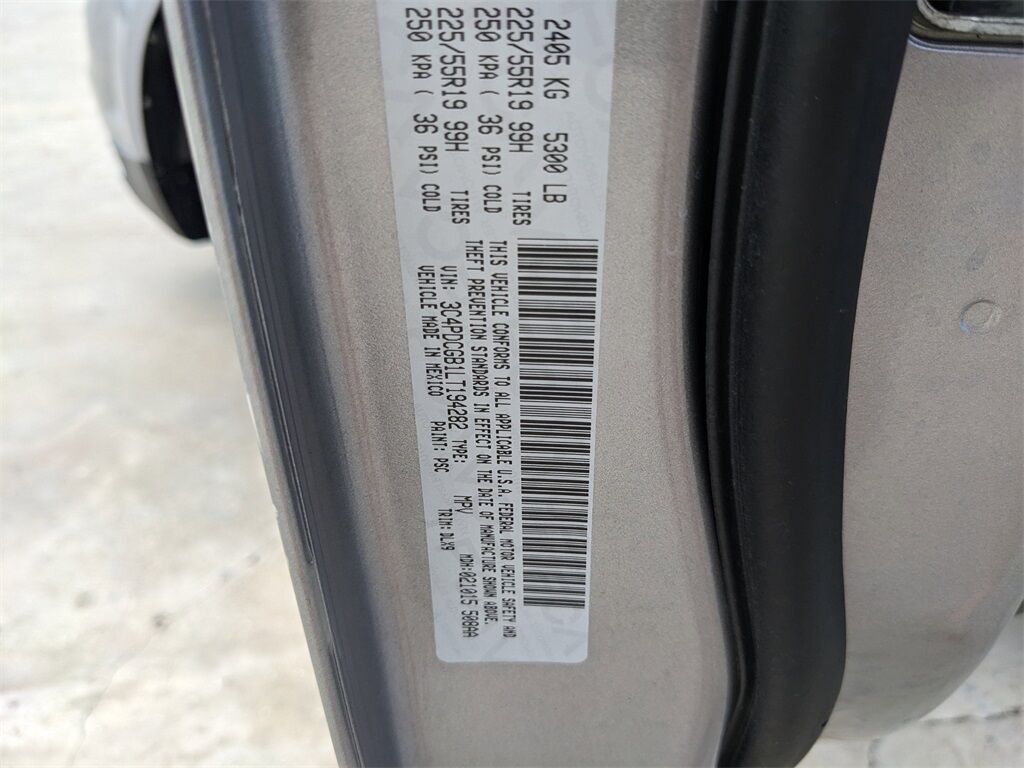 2405 KG 5300 LB
225/55R19 99H TIRES
250 KPA ( 36 PSI) COLD
225/55R19 99H TIRES
250 KPA ( 36 PSI) COLD
THIS VEHICLE CONFORMS TO ALL APPLICABLE U.S.A. FEDERAL MOTOR VEHICLE SAFETY AND
THEFT PREVENTION STANDARDS IN EFFECT ON THE DATE OF MANUFACTURE SHOWN ABOVE.
VIN: 3C4PDCGB1LT194282 TYPE: MPV MDH:021015 508AA
VEHICLE MADE IN MEXICO PAINT: PSC TRIM: DLX9